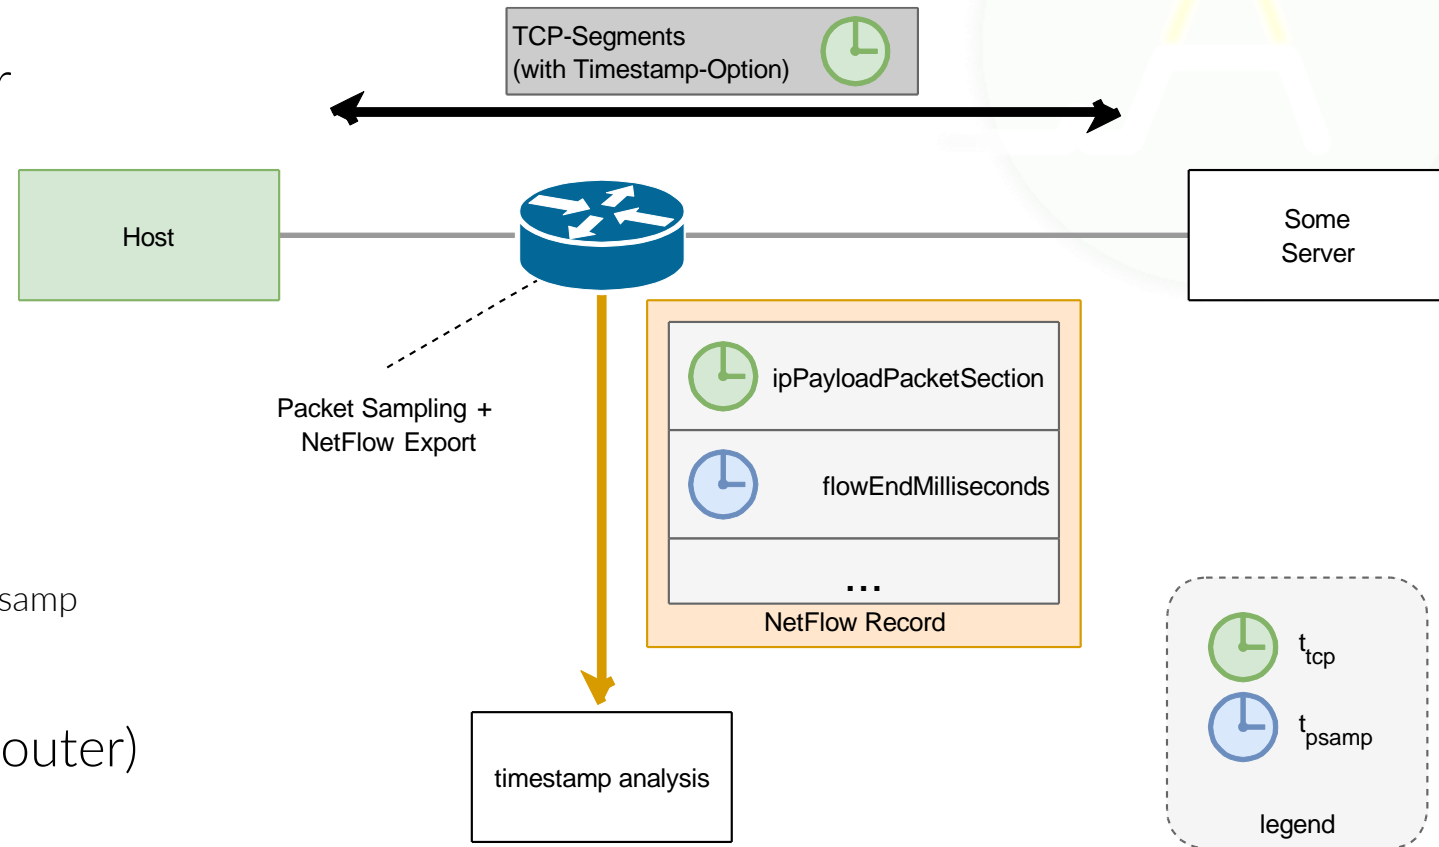 TCP-Segments
(with Timestamp-Option)
r
Host
Some
Server
ipPayloadPacketSection
Packet Sampling +
NetFlow Export
flowEndMilliseconds
...
samp
NetFlow Record
t tcp
t psamp
outer)
timestamp analysis
legend